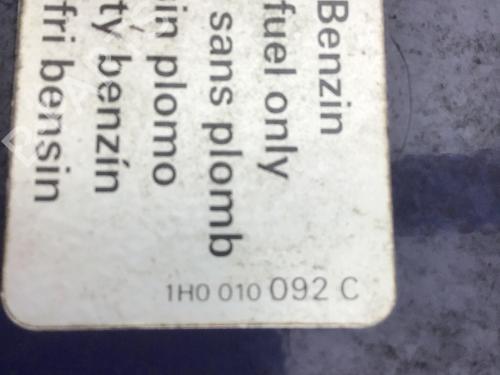 Benzin
fuel only
sans plomb
in plomo
ty benzín
fri bensin
1H0 010 092 C